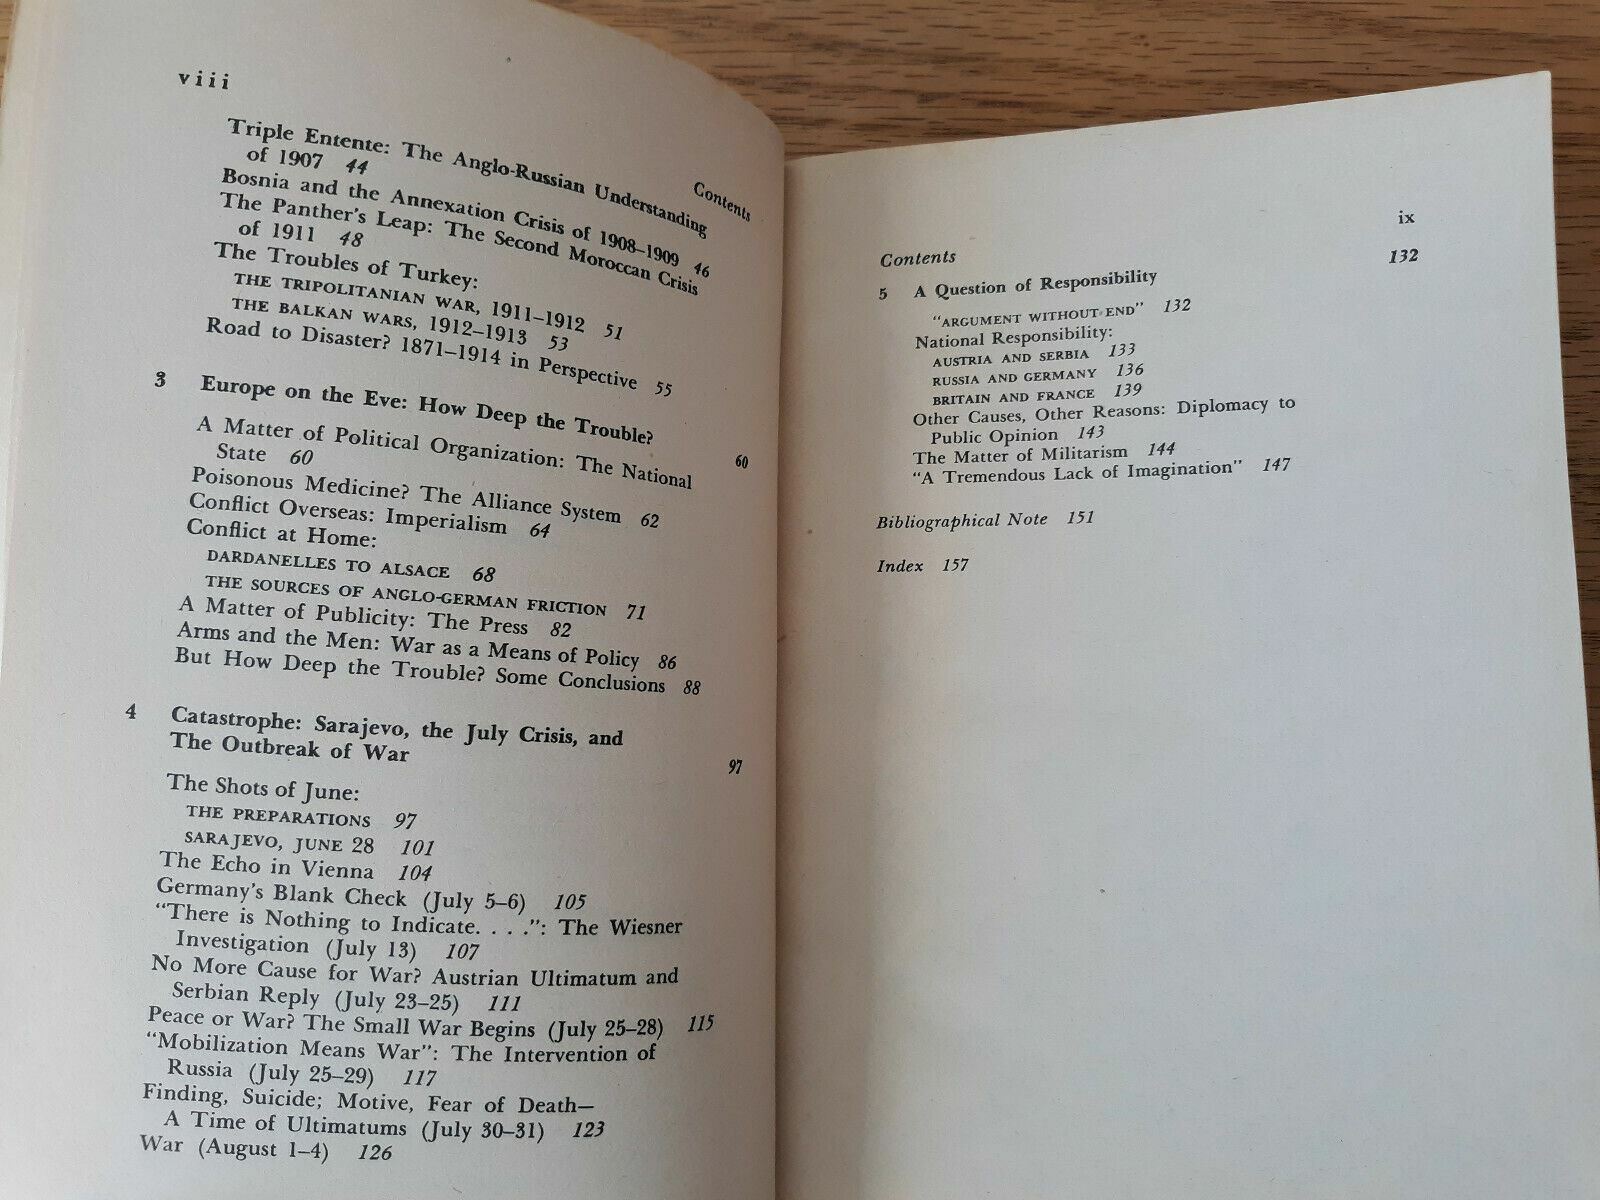 viii
Contents
Triple Entente: The Anglo-Russian Understanding
of 1907 44
Bosnia and the Annexation Crisis of 1908–1909 46
The Panther's Leap: The Second Moroccan Crisis
of 1911 48
The Troubles of Turkey:
THE TRIPOLITANIAN WAR, 1911–1912 51
THE BALKAN WARS, 1912–1913 53
Road to Disaster? 1871–1914 in Perspective 55
3 Europe on the Eve: How Deep the Trouble? 60
A Matter of Political Organization: The National
State 60
Poisonous Medicine? The Alliance System 62
Conflict Overseas: Imperialism 64
Conflict at Home:
DARDANELLES TO ALSACE 68
THE SOURCES OF ANGLO-GERMAN FRICTION 71
A Matter of Publicity: The Press 82
Arms and the Men: War as a Means of Policy 86
But How Deep the Trouble? Some Conclusions 88
4 Catastrophe: Sarajevo, the July Crisis, and
The Outbreak of War 97
The Shots of June:
THE PREPARATIONS 97
SARAJEVO, JUNE 28 101
The Echo in Vienna 104
Germany's Blank Check (July 5–6) 105
"There is Nothing to Indicate. . . .": The Wiesner
Investigation (July 13) 107
No More Cause for War? Austrian Ultimatum and
Serbian Reply (July 23–25) 111
Peace or War? The Small War Begins (July 25–28) 115
"Mobilization Means War": The Intervention of
Russia (July 25–29) 117
Finding, Suicide; Motive, Fear of Death—
A Time of Ultimatums (July 30–31) 123
War (August 1–4) 126
ix
Contents
5 A Question of Responsibility 132
"ARGUMENT WITHOUT END" 132
National Responsibility:
AUSTRIA AND SERBIA 133
RUSSIA AND GERMANY 136
BRITAIN AND FRANCE 139
Other Causes, Other Reasons: Diplomacy to
Public Opinion 143
The Matter of Militarism 144
"A Tremendous Lack of Imagination" 147
Bibliographical Note 151
Index 157